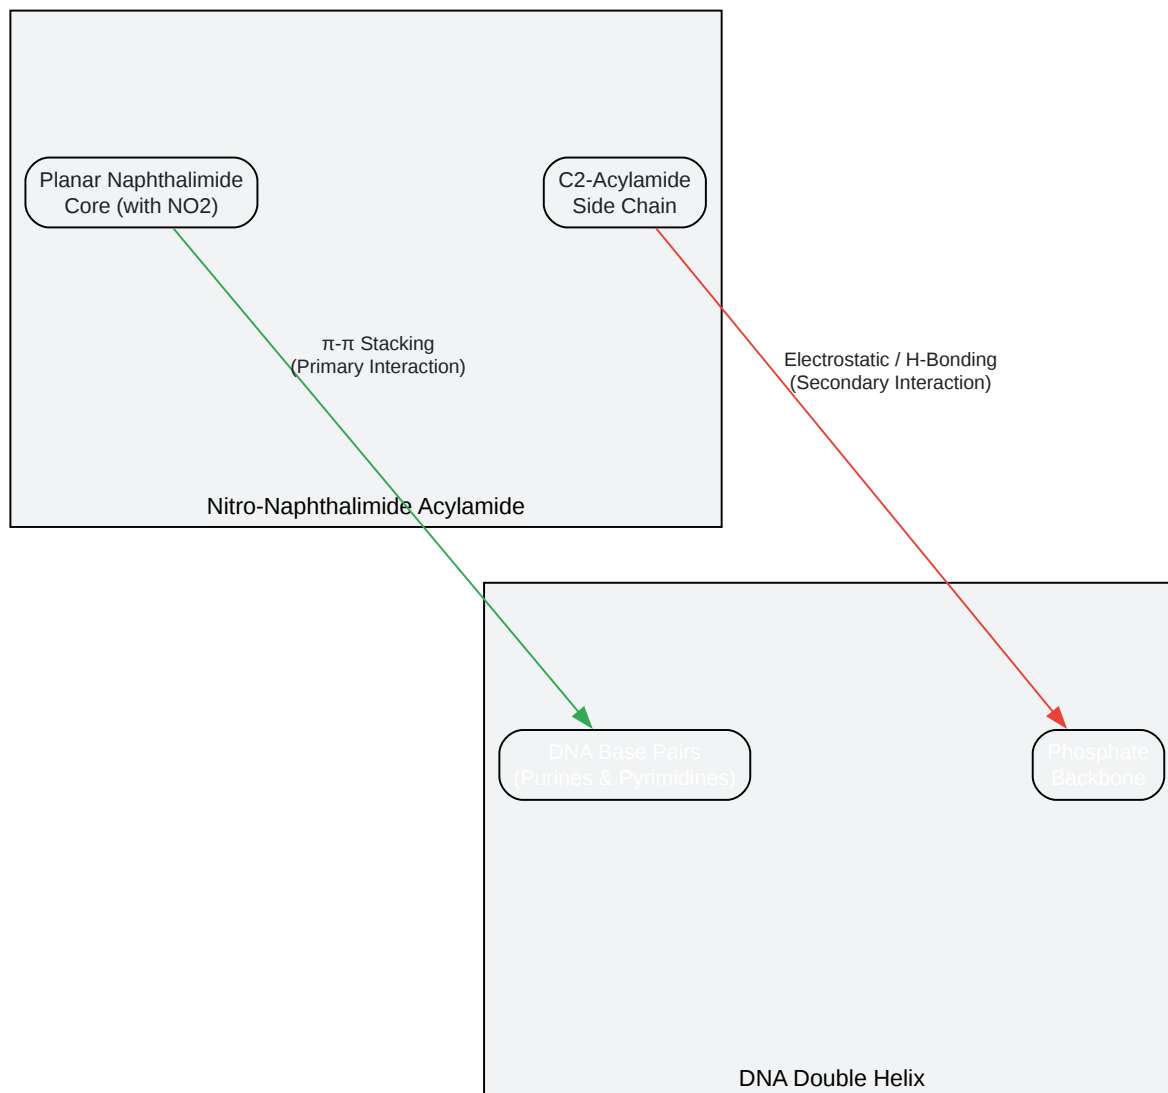 Planar Naphthalimide
Core (with NO2)
C2-Acylamide
Side Chain
π-π Stacking
(Primary Interaction)
Electrostatic / H-Bonding
(Secondary Interaction)
Nitro-Naphthalimide Acylamide
DNA Base Pairs
(Purines & Pyrimidines)
Phosphate
Backbone
DNA Double Helix